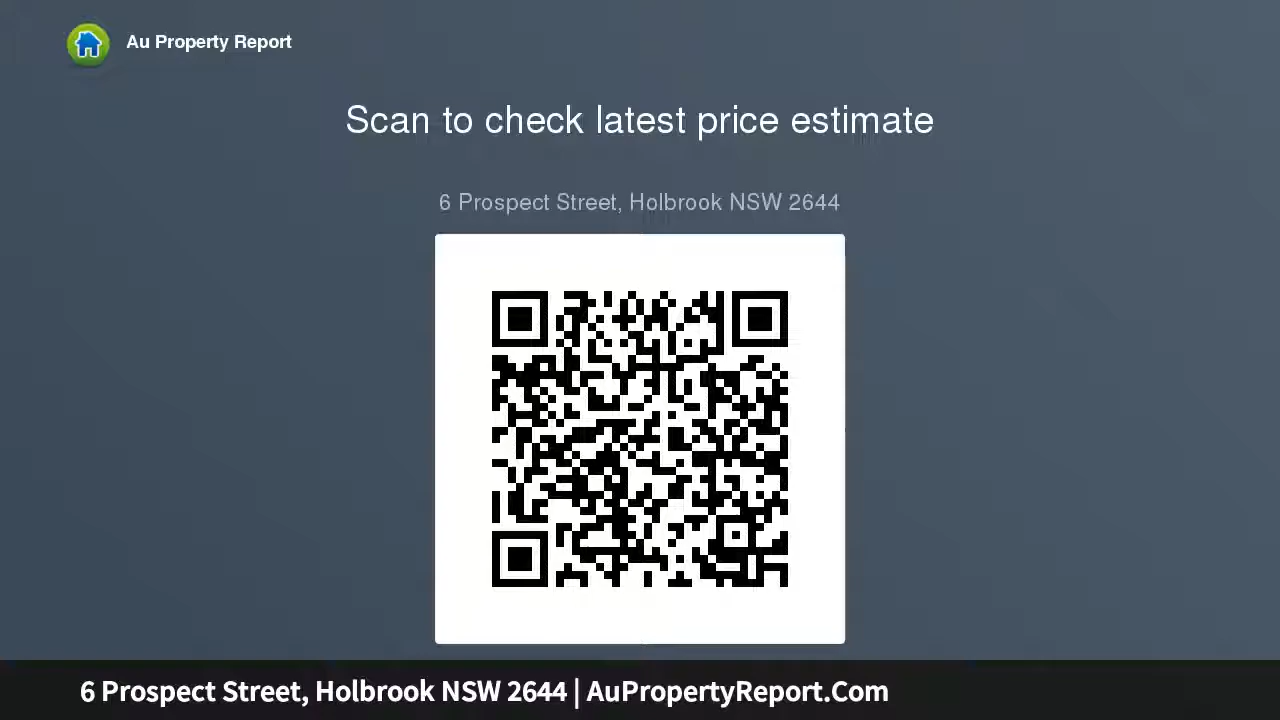 Au Property Report
Scan to check latest price estimate
6 Prospect Street, Holbrook NSW 2644
6 Prospect Street, Holbrook NSW 2644 | AuPropertyReport.Com